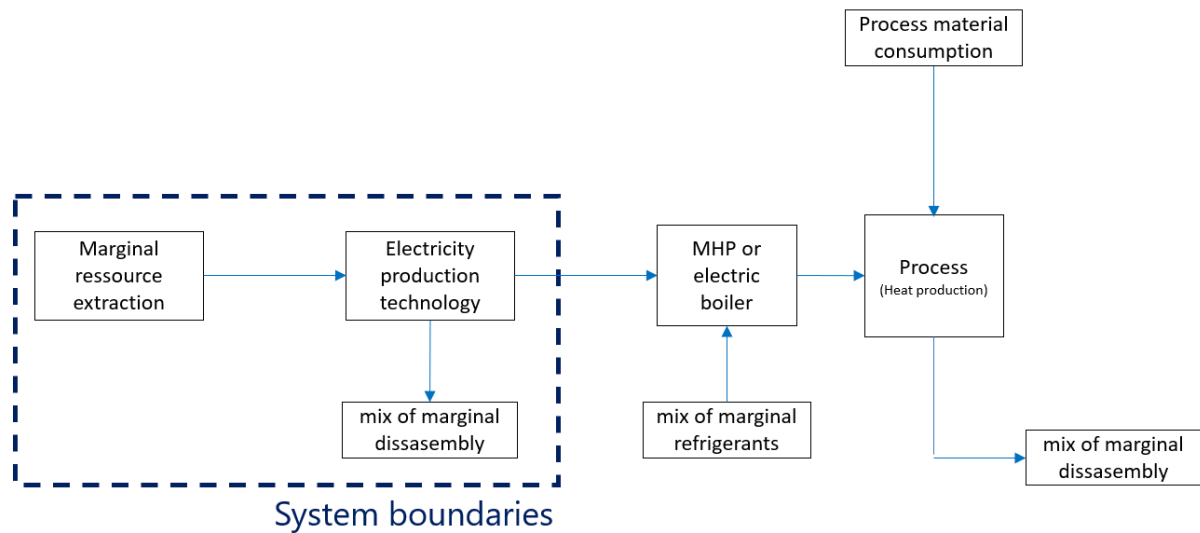 Process material
consumption
Marginal
ressource
extraction
Electricity
production
technology
MHP or
electric
boiler
Process
(Heat production)
mix of marginal
dissasembly
mix of marginal
refrigerants
mix of marginal
dissasembly
System boundaries